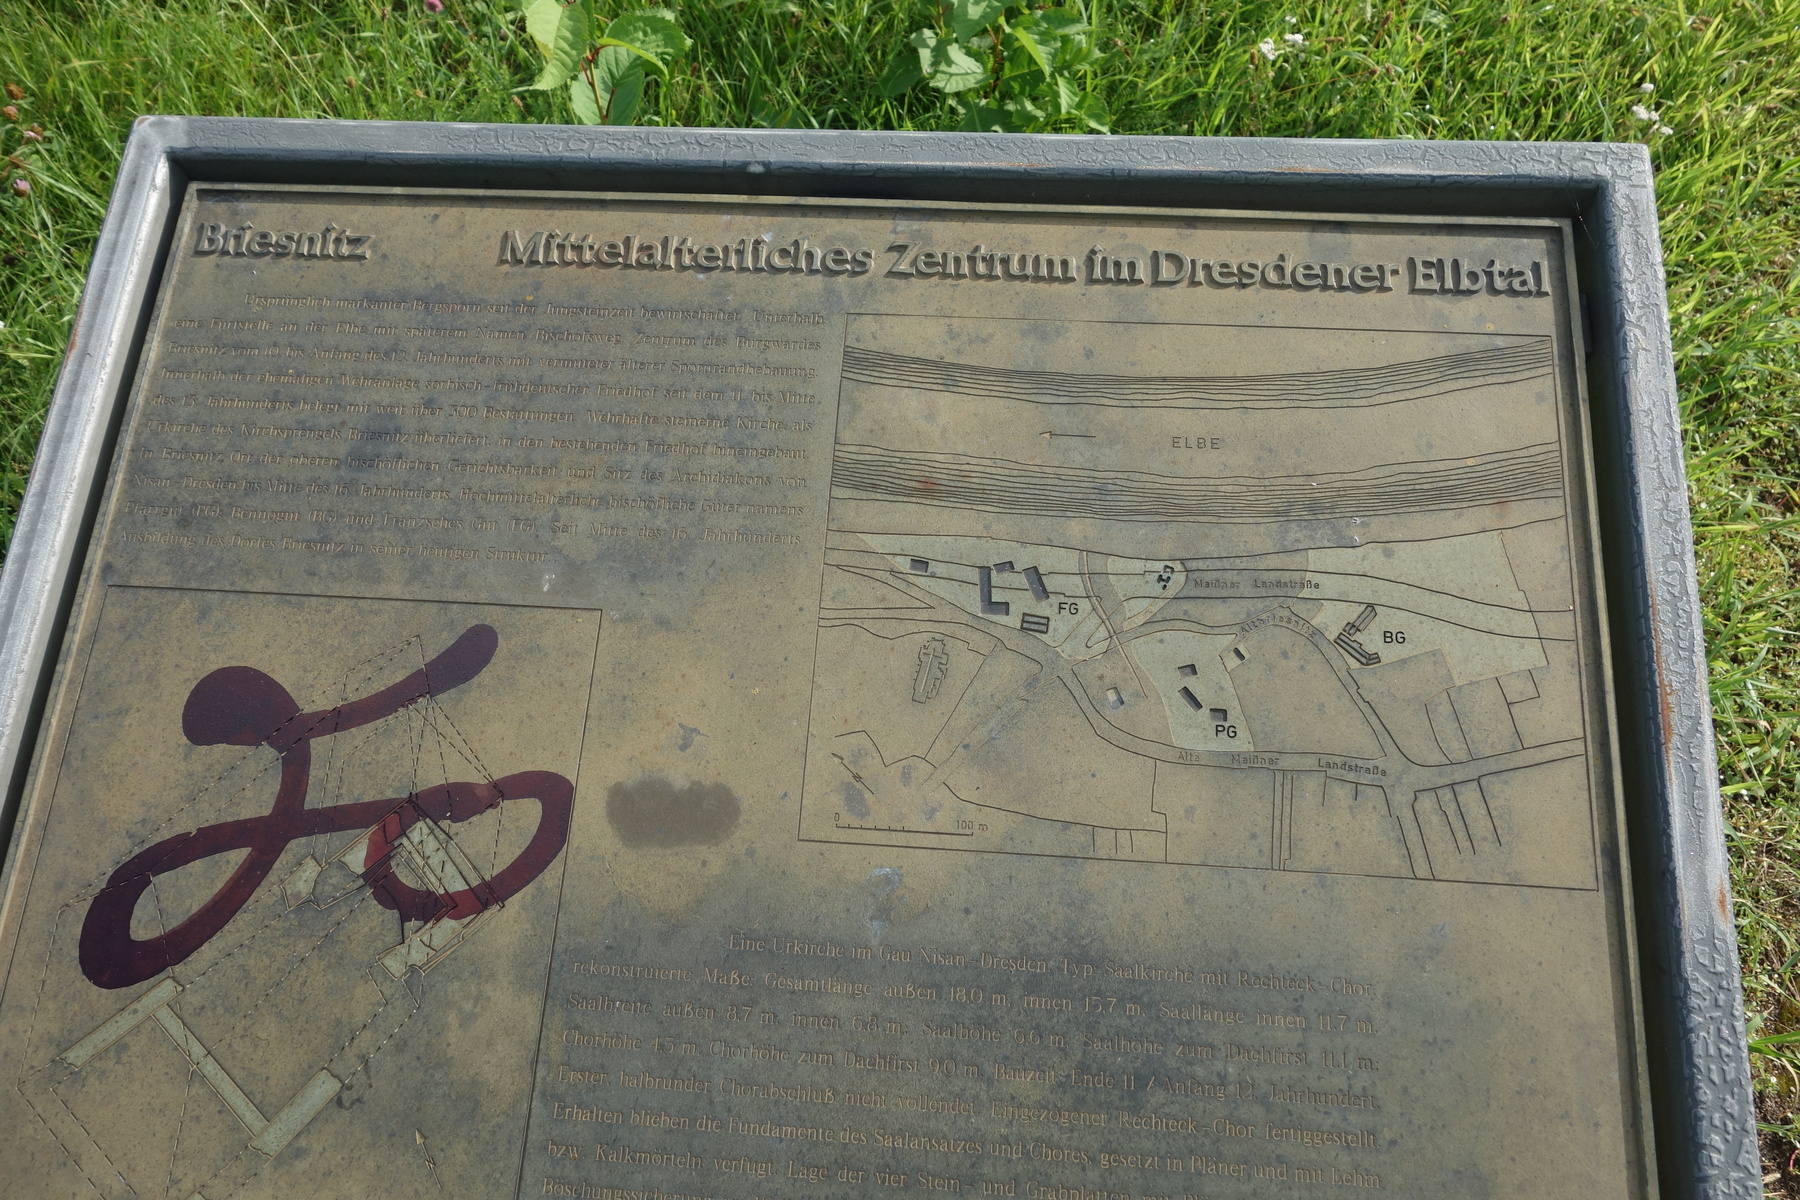 Briesnitz Mittelalterliches Zentrum im Dresdener Elbtal
Ursprünglich markanter Bergsporn seit der Jungsteinzeit bewirtschaftet. Unterhalb
eine Furtstelle an der Elbe mit späterem Namen Bischofsweg. Zentrum des Burgwardes
Briesnitz vom 10. bis Anfang des 12. Jahrhunderts mit vermuteter älterer Spornrandbebauung.
Innerhalb der ehemaligen Wehranlage sorbisch-frühdeutscher Friedhof seit dem 11. bis Mitte
des 13. Jahrhunderts belegt mit weit über 300 Bestattungen. Wehrhafte steinerne Kirche, als
Urkirche des Kirchsprengels Briesnitz überliefert, in den bestehenden Friedhof hineingebaut.
In Briesnitz Ort der oberen bischöflichen Gerichtsbarkeit und Sitz des Archidiakons von
Nisan-Dresden bis Mitte des 16. Jahrhunderts. Hochmittelalterliche bischöfliche Güter namens
Pfarrgut (PG), Bennogut (BG) und Franzsches Gut (FG). Seit Mitte des 16. Jahrhunderts
Ausbildung des Dorfes Briesnitz in seiner heutigen Struktur.
ELBE
Meißner Landstraße
FG
Altbriesnitz
BG
PG
Alte Meißner Landstraße
0 100 m
N
N
Eine Urkirche im Gau Nisan-Dresden: Typ: Saalkirche mit Rechteck-Chor,
rekonstruierte Maße: Gesamtlänge außen 18,0 m, innen 15,7 m, Saallänge innen 11,7 m,
Saalbreite außen 8,7 m, innen 6,8 m; Saalhöhe 6,6 m, Saalhöhe zum Dachfirst 11,1 m;
Chorhöhe 4,5 m, Chorhöhe zum Dachfirst 9,0 m. Bauzeit: Ende 11. / Anfang 12. Jahrhundert.
Erster, halbrunder Chorabschluß nicht vollendet. Eingezogener Rechteck-Chor fertiggestellt.
Erhalten blieben die Fundamente des Saalansatzes und Chores, gesetzt in Pläner und mit Lehm
bzw. Kalkmörteln verfugt. Lage der vier Stein- und Grabplatten mit
Böschungssicherung